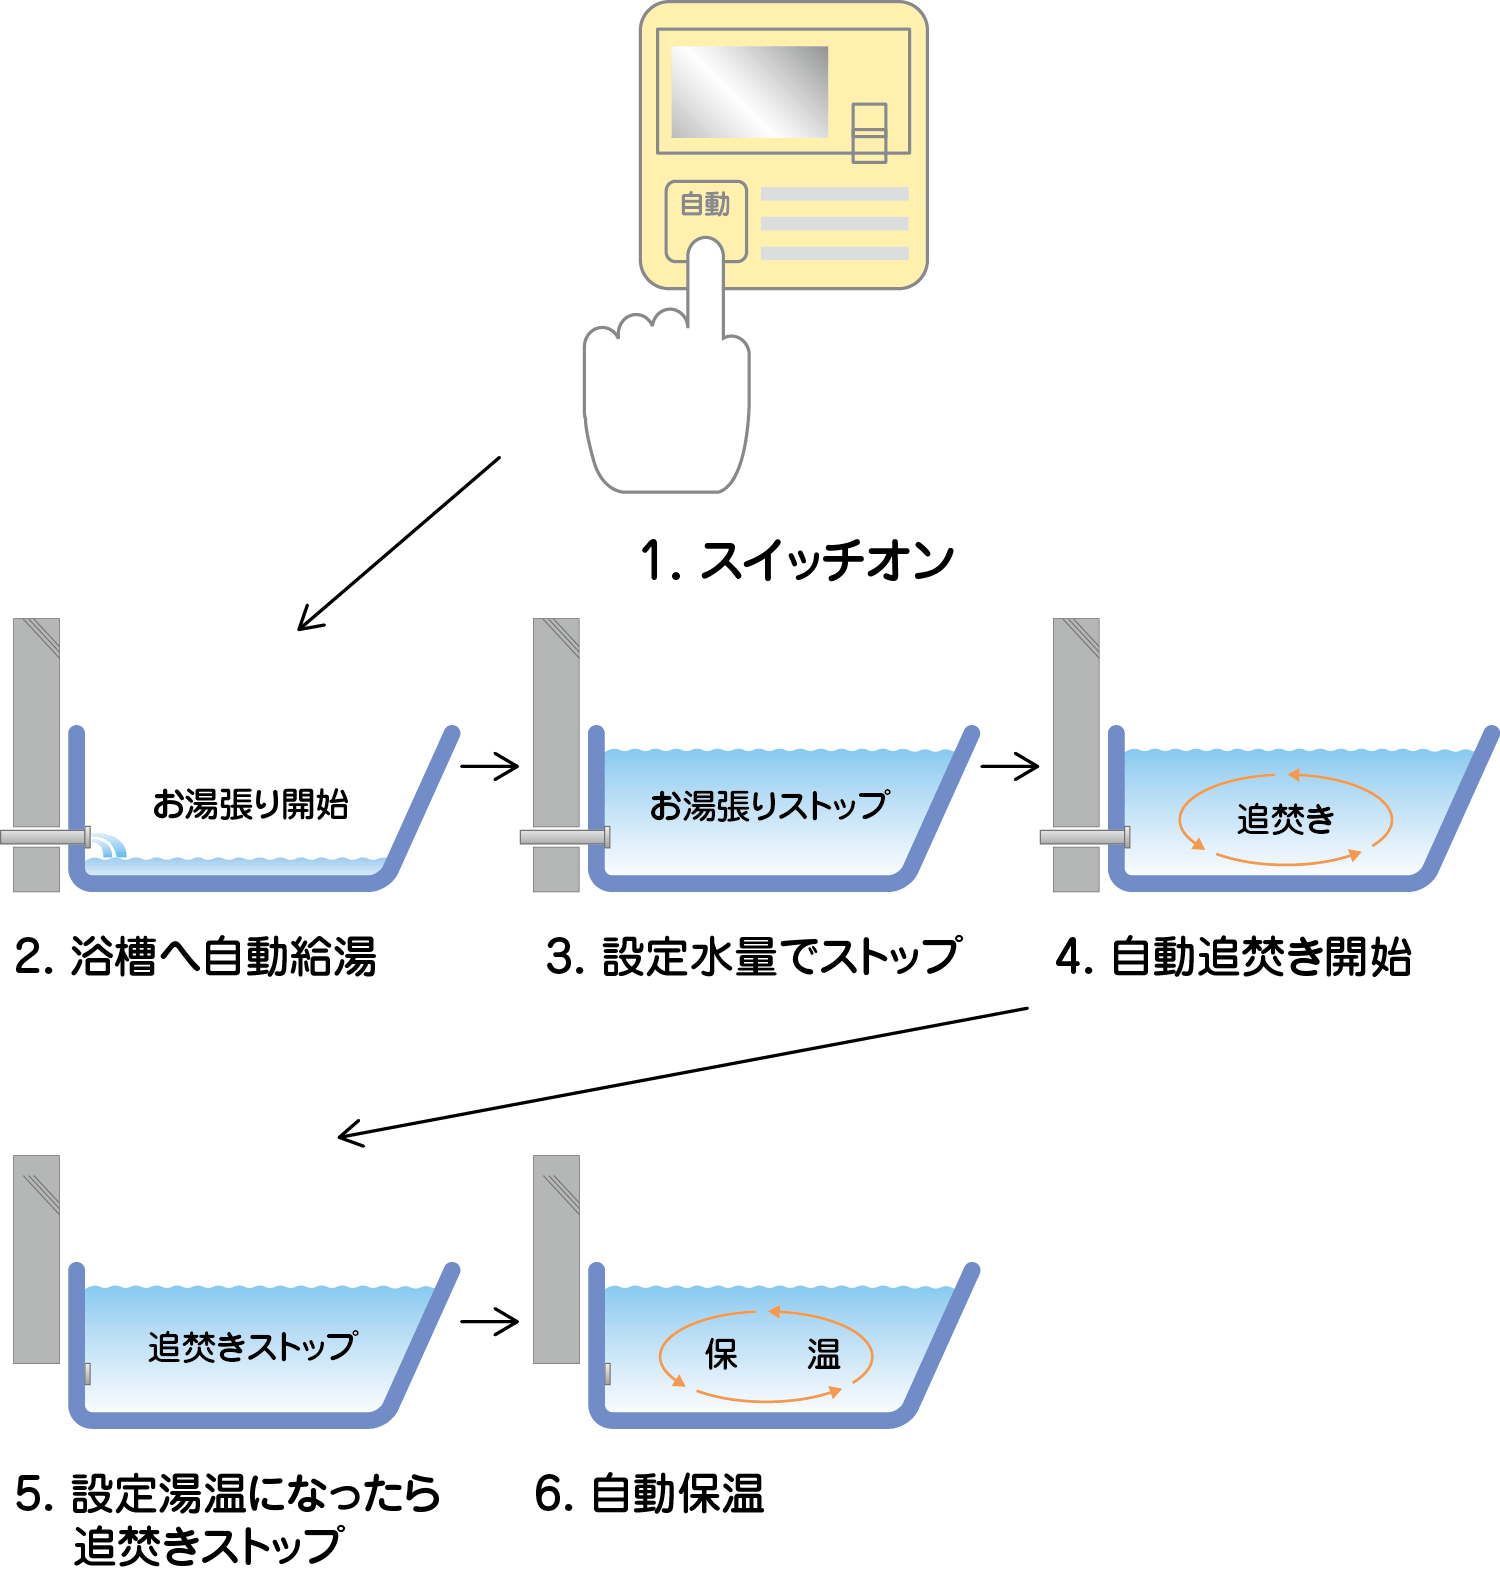 自動
1. スイッチオン
お湯張り開始
2. 浴槽へ自動給湯
お湯張りストップ
3. 設定水量でストップ
追焚き
4. 自動追焚き開始
追焚きストップ
5. 設定湯温になったら
追焚きストップ
保 温
6. 自動保温